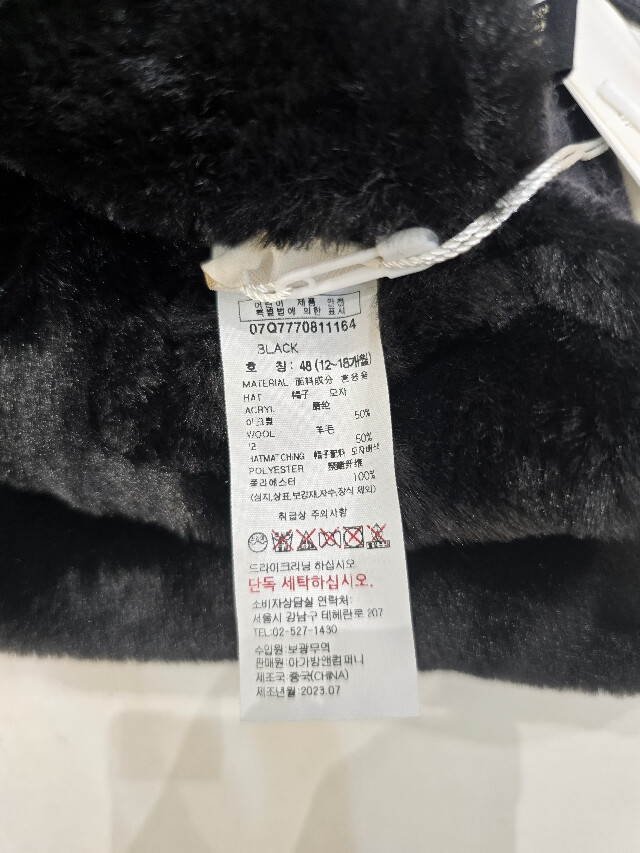 어린이 제품 안전
특별법에 의한 표시
07Q7770811164
BLACK
호 칭: 48 (12~18개월)
MATERIAL 面料成分 혼용율
HAT 帽子 모자
ACRYL 腈纶
아크릴 50%
WOOL 羊毛
모 50%
HATMATCHING 帽子配料 모자배색
POLYESTER 聚酯纤维
폴리에스터 100%
(심지,상표,보강재,자수,장식 제외)
취급상 주의사항
드라이크리닝 하십시오
단독 세탁하십시오.
소비자상담실 연락처:
서울시 강남구 테헤란로 207
TEL:02-527-1430
수입원: 보광무역
판매원: 아가방앤컴퍼니
제조국: 중국(CHINA)
제조년월: 2023.07